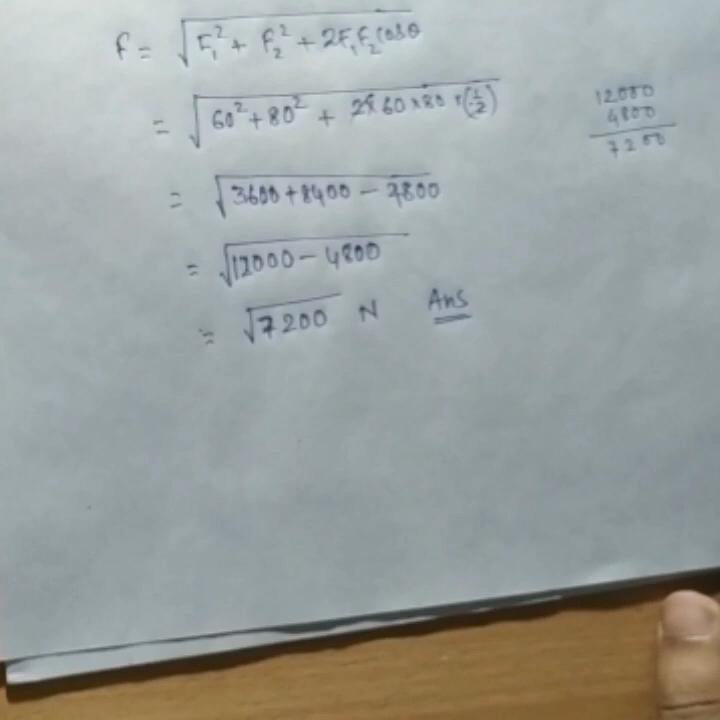 F = √F₁² + F₂² + 2F₁F₂Cosθ
= √60² + 80² + 2×60×80×(-1/2)
= √3600+8400 - 4800
= √12000 - 4800
= √7200 N Ans
12000
4800
7200